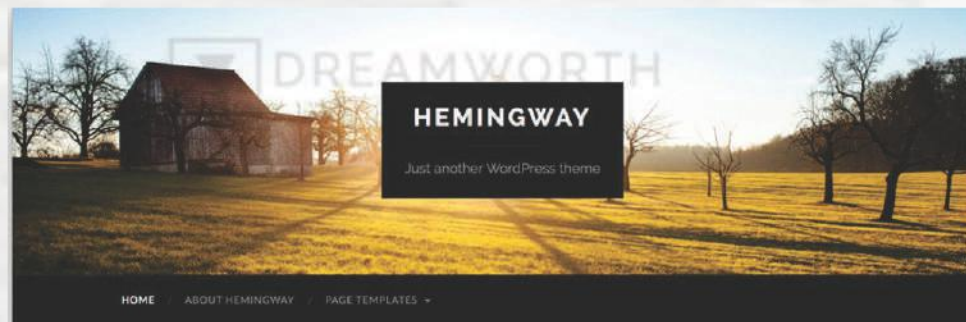 DREAMWORTH
HEMINGWAY
Just another WordPress theme
HOME / ABOUT HEMINGWAY / PAGE TEMPLATES